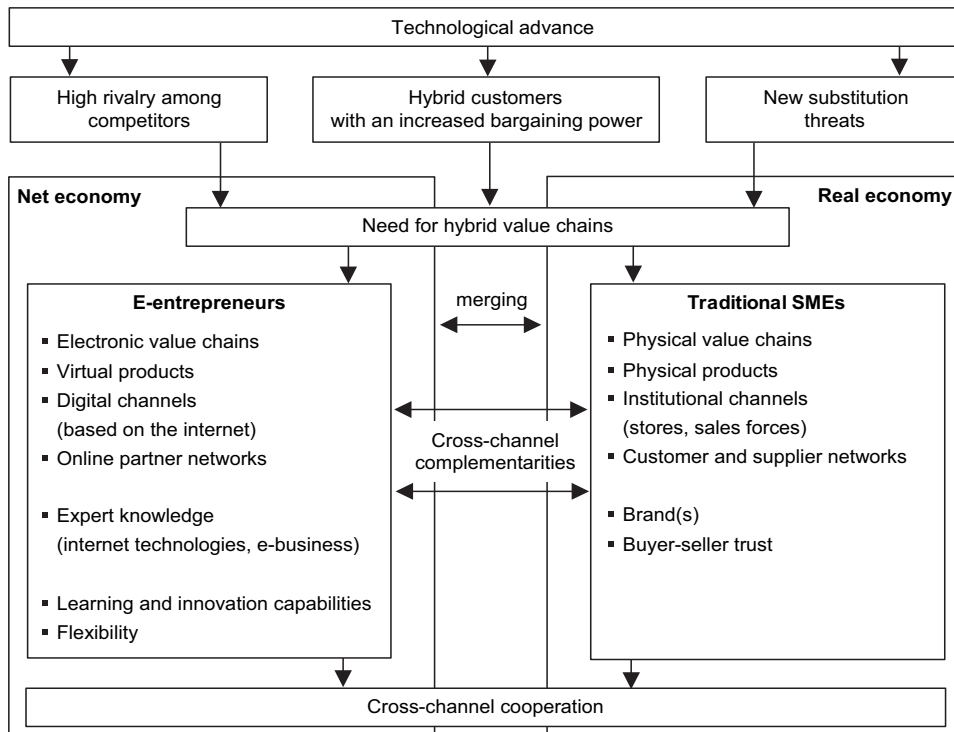 Technological advance
High rivalry among
competitors
Hybrid customers
with an increased bargaining power
New substitution
threats
Net economy
Real economy
Need for hybrid value chains
E-entrepreneurs
▪ Electronic value chains
▪ Virtual products
▪ Digital channels
(based on the internet)
▪ Online partner networks
▪ Expert knowledge
(internet technologies, e-business)
▪ Learning and innovation capabilities
▪ Flexibility
merging
Cross-channel
complementarities
Traditional SMEs
▪ Physical value chains
▪ Physical products
▪ Institutional channels
(stores, sales forces)
▪ Customer and supplier networks
▪ Brand(s)
▪ Buyer-seller trust
Cross-channel cooperation